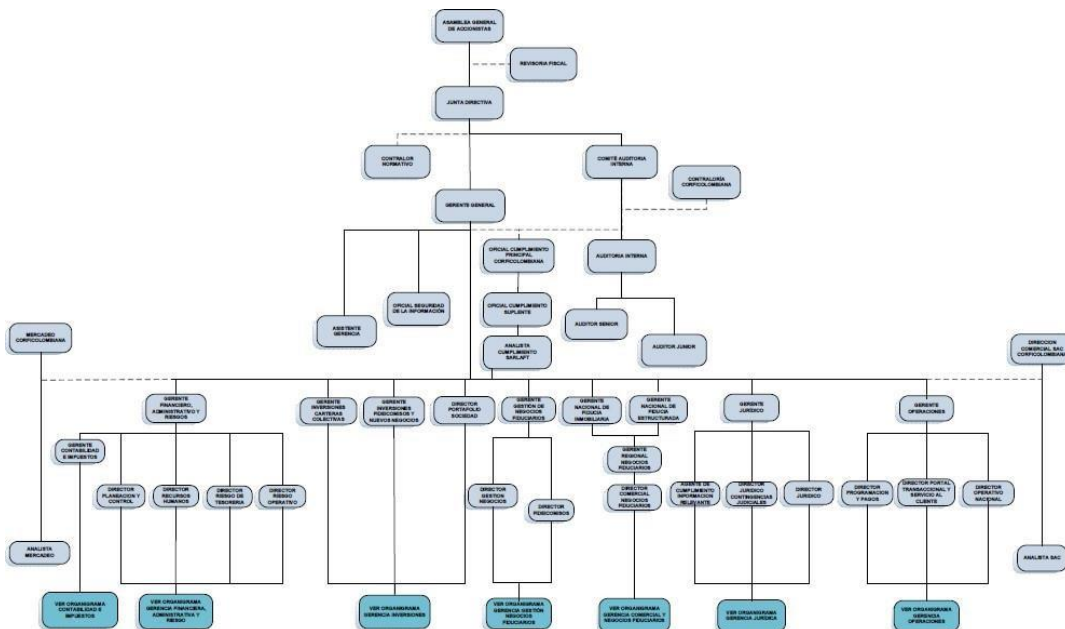 ASAMBLEA GENERAL
DE ACCIONISTAS
REVISORIA FISCAL
JUNTA DIRECTIVA
CONTRALOR
NORMATIVO
COMITÉ AUDITORIA
INTERNA
CONTRALORÍA
CORFICOLOMBIANA
GERENTE GENERAL
OFICIAL CUMPLIMIENTO
PRINCIPAL
CORFICOLOMBIANA
AUDITORIA INTERNA
OFICIAL SEGURIDAD
DE LA INFORMACIÓN
OFICIAL CUMPLIMIENTO
SUPLENTE
ASISTENTE
GERENCIA
AUDITOR SENIOR
AUDITOR JUNIOR
MERCADEO
CORFICOLOMBIANA
ANALISTA
CUMPLIMIENTO
SARLAFT
DIRECCION
COMERCIAL SAC
CORFICOLOMBIANA
GERENTE
FINANCIERO,
ADMINISTRATIVO Y
RIESGOS
GERENTE
INVERSIONES
CARTERAS
COLECTIVAS
GERENTE
INVERSIONES
FIDEICOMISOS Y
NUEVOS NEGOCIOS
DIRECTOR
PORTAFOLIO
SOCIEDAD
GERENTE
GESTIÓN DE
NEGOCIOS
FIDUCIARIOS
GERENTE
NACIONAL DE
FIDUCIA
INMOBILIARIA
GERENTE
NACIONAL DE
FIDUCIA
ESTRUCTURADA
GERENTE
JURÍDICO
GERENTE
OPERACIONES
GERENTE
CONTABILIDAD
E IMPUESTOS
GERENTE
REGIONAL
NEGOCIOS
FIDUCIARIOS
DIRECTOR
PLANEACION Y
CONTROL
DIRECTOR
RECURSOS
HUMANOS
DIRECTOR
RIESGO DE
TESORERIA
DIRECTOR
RIESGO
OPERATIVO
DIRECTOR
GESTION
NEGOCIOS
DIRECTOR
FIDEICOMISOS
DIRECTOR
COMERCIAL
NEGOCIOS
FIDUCIARIOS
AGENTE DE
CUMPLIMIENTO
INFORMACION
RELEVANTE
DIRECTOR
JURÍDICO
CONTINGENCIAS
JUDICIALES
DIRECTOR
JURÍDICO
DIRECTOR
PROGRAMACION
Y PAGOS
DIRECTOR PORTAL
TRANSACCIONAL Y
SERVICIO AL
CLIENTE
DIRECTOR
OPERATIVO
NACIONAL
ANALISTA
MERCADEO
ANALISTA SAC
VER ORGANIGRAMA
CONTABILIDAD E
IMPUESTOS
VER ORGANIGRAMA
GERENCIA FINANCIERA,
ADMINISTRATIVA Y
RIESGO
VER ORGANIGRAMA
GERENCIA INVERSIONES
VER ORGANIGRAMA
GERENCIA GESTIÓN
NEGOCIOS
FIDUCIARIOS
VER ORGANIGRAMA
GERENCIA COMERCIAL Y
NEGOCIOS FIDUCIARIOS
VER ORGANIGRAMA
GERENCIA JURÍDICA
VER ORGANIGRAMA
GERENCIA
OPERACIONES